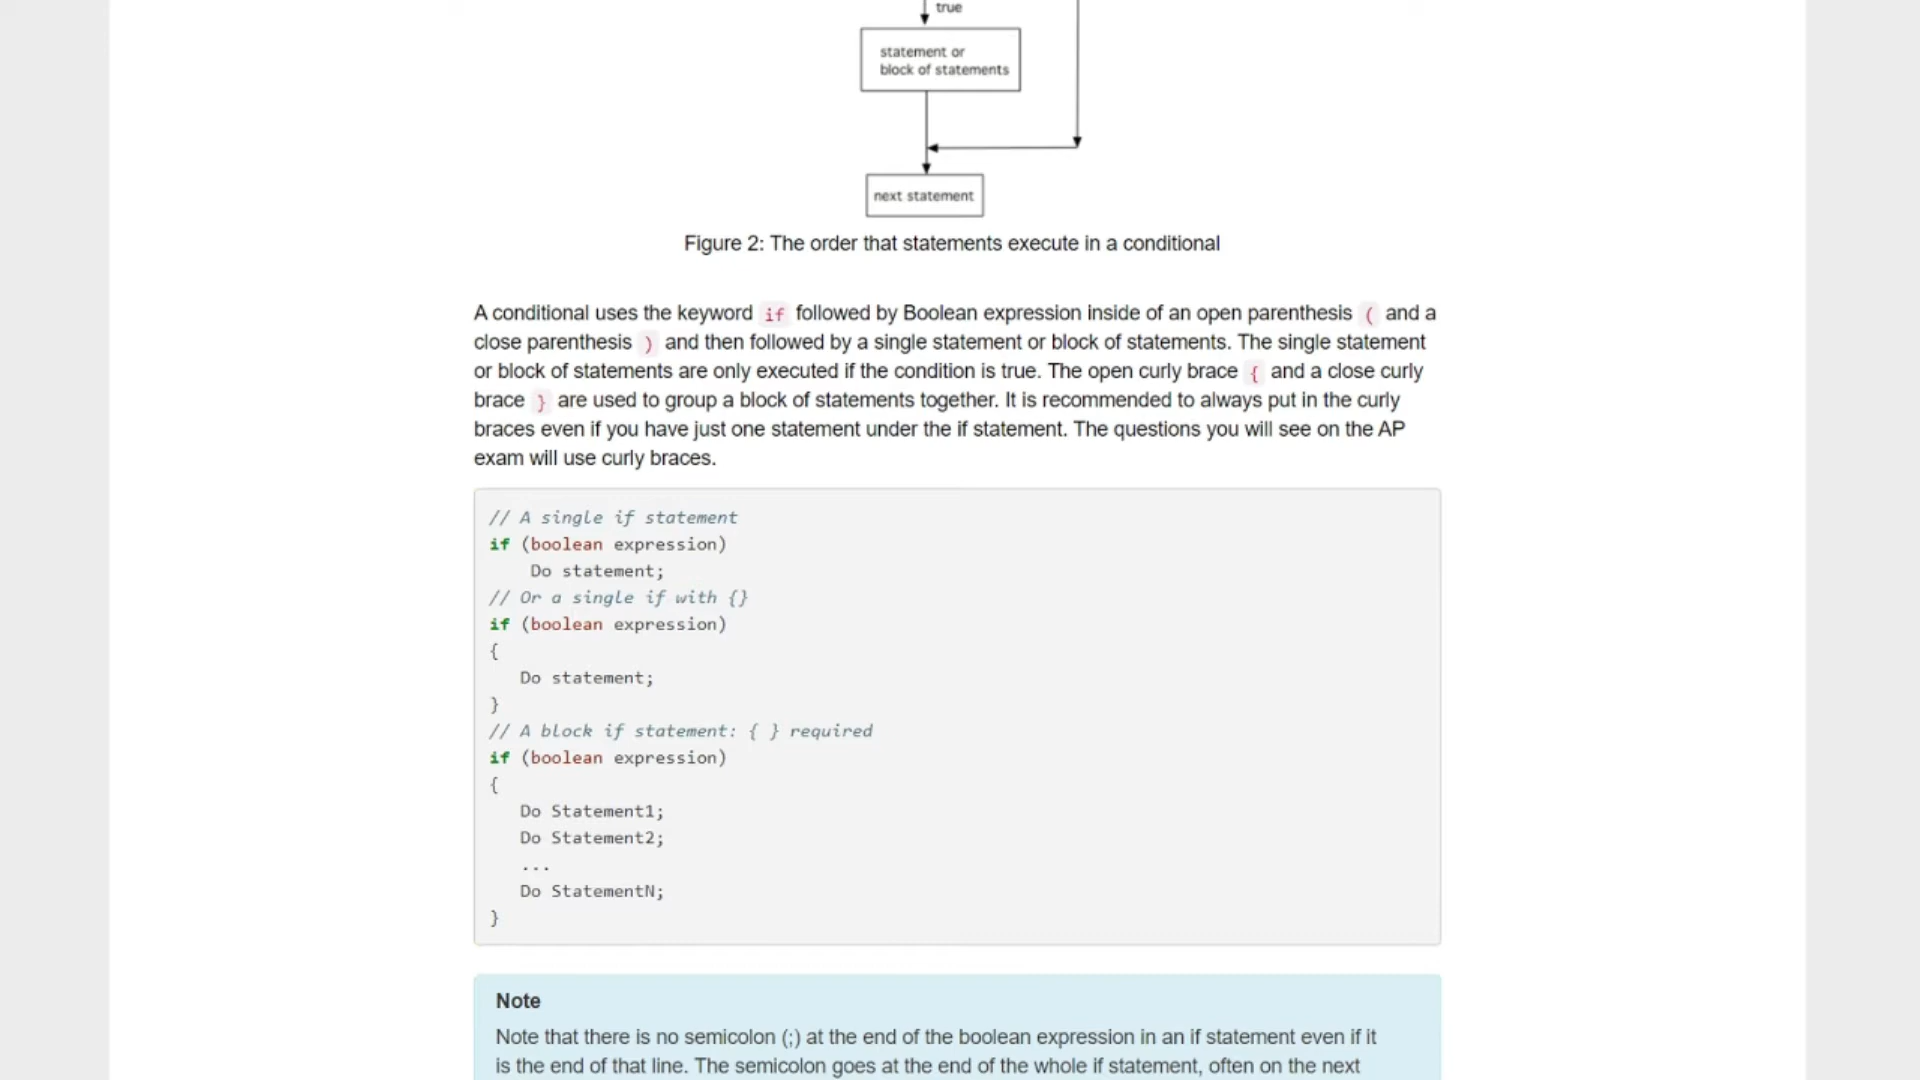 true
statement or
block of statements
next statement
Figure 2: The order that statements execute in a conditional
A conditional uses the keyword if followed by Boolean expression inside of an open parenthesis ( and a
close parenthesis ) and then followed by a single statement or block of statements. The single statement
or block of statements are only executed if the condition is true. The open curly brace { and a close curly
brace } are used to group a block of statements together. It is recommended to always put in the curly
braces even if you have just one statement under the if statement. The questions you will see on the AP
exam will use curly braces.
// A single if statement
if (boolean expression)
    Do statement;
// Or a single if with {}
if (boolean expression)
{
   Do statement;
}
// A block if statement: { } required
if (boolean expression)
{
   Do Statement1;
   Do Statement2;
   ...
   Do StatementN;
}
Note
Note that there is no semicolon (;) at the end of the boolean expression in an if statement even if it
is the end of that line. The semicolon goes at the end of the whole if statement, often on the next